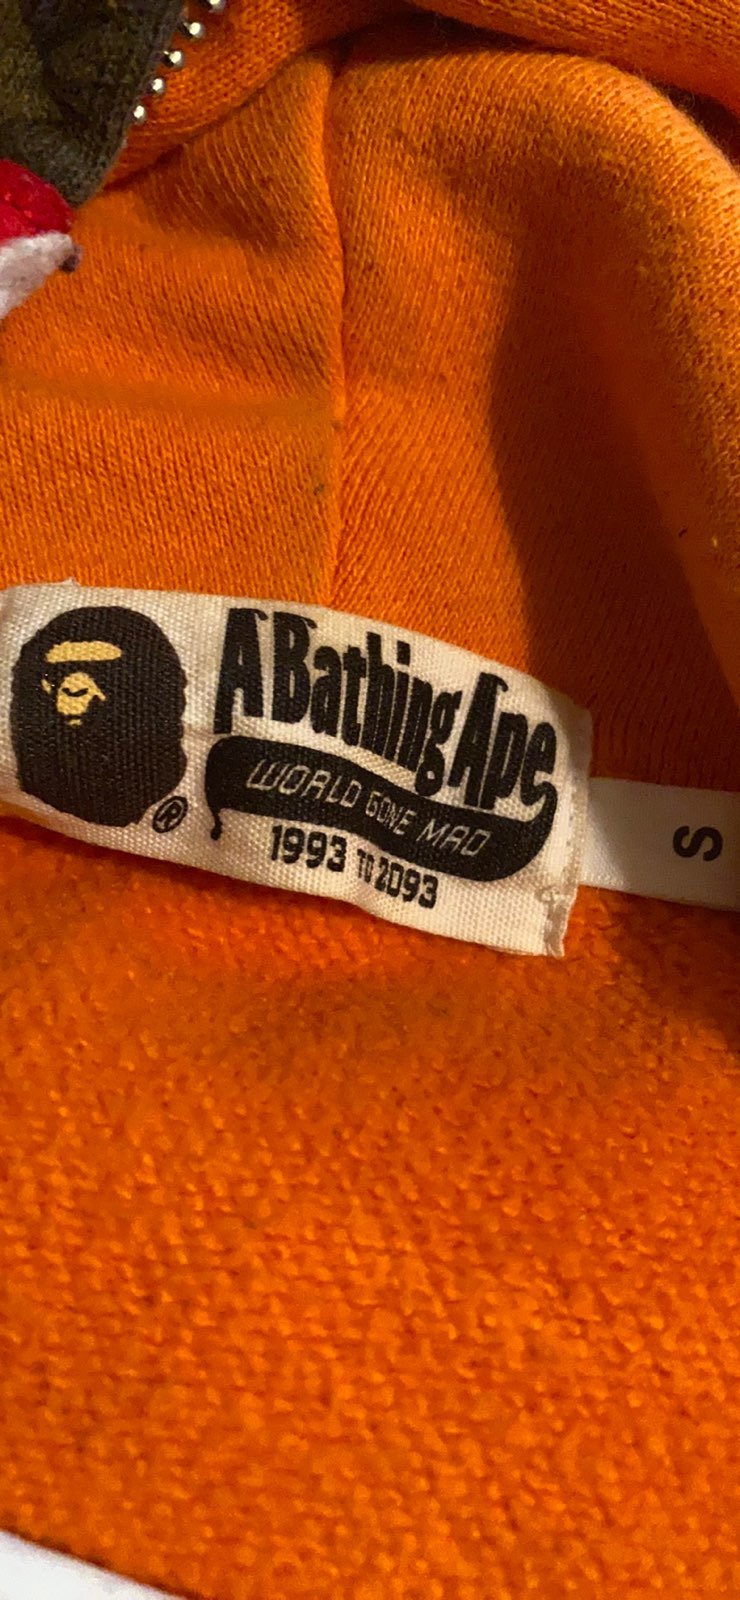 A Bathing Ape
WORLD GONE MAD
1993 TO 2093
®
S